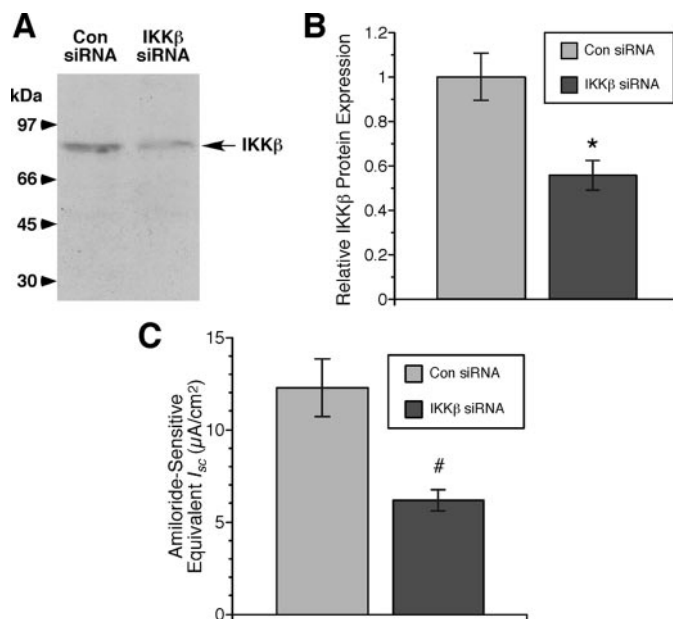 A
Con siRNA
IKKβ siRNA
kDa
97
66
45
30
IKKβ
B
Relative IKKβ Protein Expression
1.2
1
0.8
0.6
0.4
0.2
0
*
Con siRNA
IKKβ siRNA
C
Amiloride-Sensitive
Equivalent Isc (µA/cm²)
15
10
5
0
#
Con siRNA
IKKβ siRNA